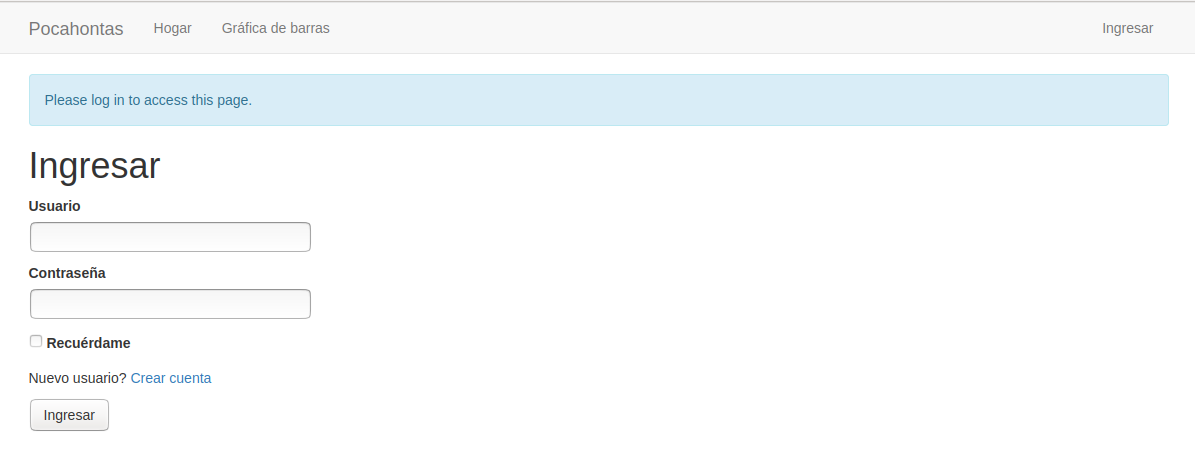 Pocahontas Hogar Gráfica de barras Ingresar
Please log in to access this page.
Ingresar
Usuario
Contraseña
Recuérdame
Nuevo usuario? Crear cuenta
Ingresar